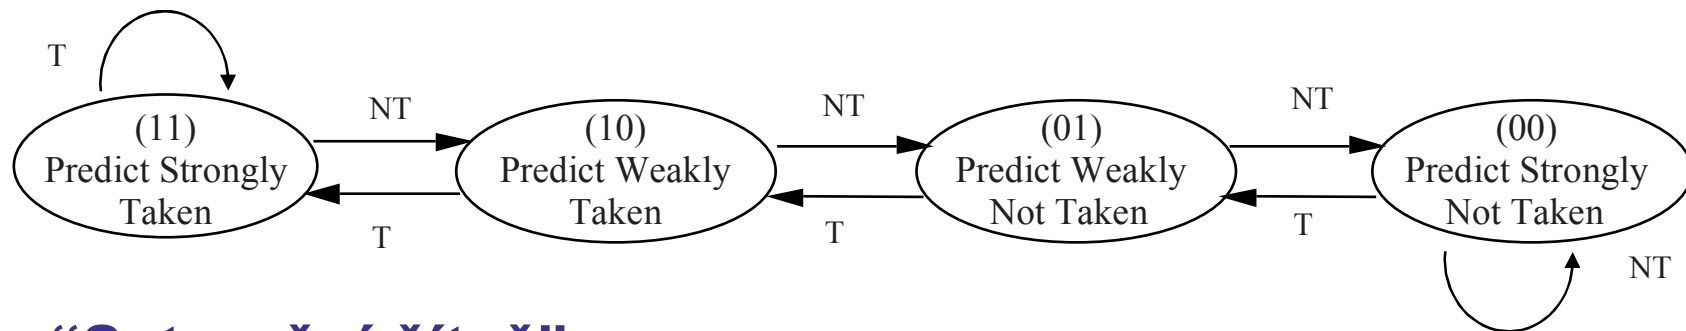 T
NT
NT
NT
(11)
Predict Strongly
Taken
(10)
Predict Weakly
Taken
(01)
Predict Weakly
Not Taken
(00)
Predict Strongly
Not Taken
T
T
T
NT